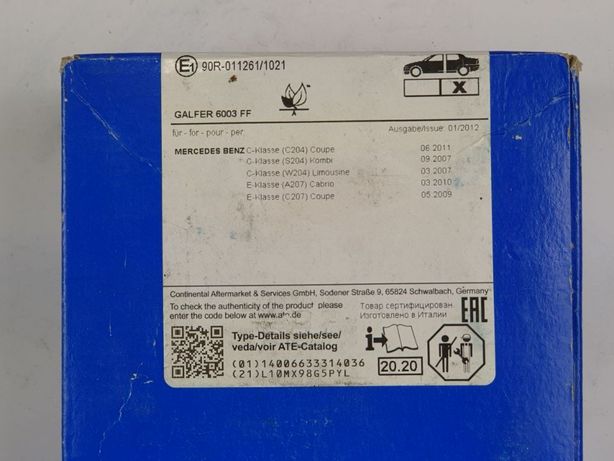 E1 90R-011261/1021
X
TM
GALFER 6003 FF
für - for - pour - per Ausgabe/Issue: 01/2012
MERCEDES BENZ C-Klasse (C204) Coupe 06.2011
C-Klasse (S204) Kombi 09.2007
C-Klasse (W204) Limousine 03.2007
E-Klasse (A207) Cabrio 03.2010
E-Klasse (C207) Coupe 05.2009
Continental Aftermarket & Services GmbH, Sodener Straße 9, 65824 Schwalbach, Germany
To check the authenticity of the product please
enter the code below at www.ate.de
Товар сертифицирован.
Изготовлено в Италии
EAC
Type-Details siehe/see/
veda/voir ATE-Catalog
(01)14006633314036
(21)L10MX98G5PYL
i
20.20